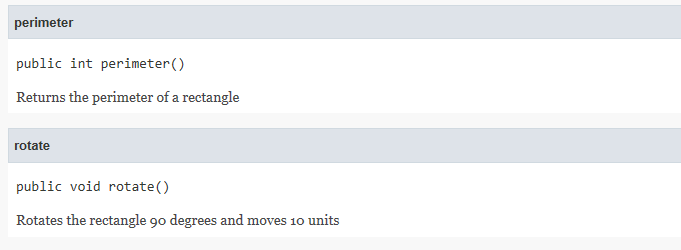 perimeter
public int perimeter()
Returns the perimeter of a rectangle
rotate
public void rotate()
Rotates the rectangle 90 degrees and moves 10 units